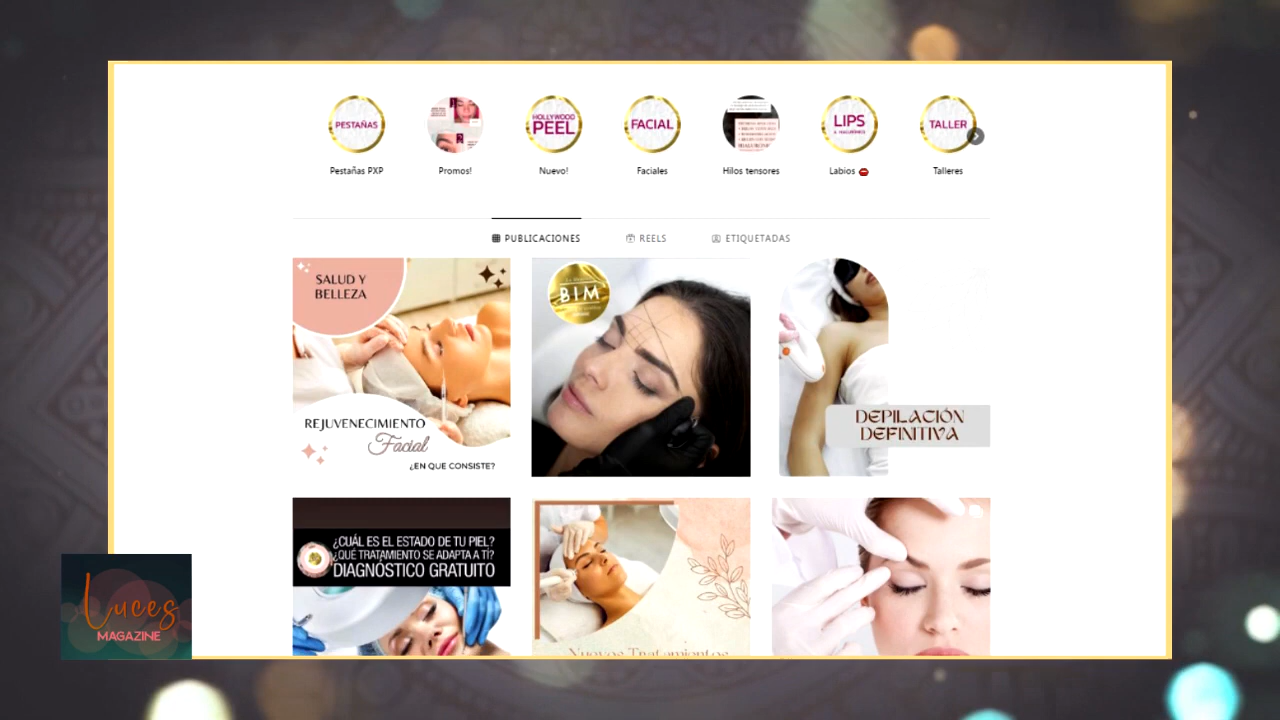 PESTAÑAS
HOLLYWOOD
PEEL
FACIAL
LIPS
TALLER
Pestañas PXP
Promos!
Nuevo!
Faciales
Hilos tensores
Labios
Talleres
PUBLICACIONES
REELS
ETIQUETADAS
SALUD Y
BELLEZA
REJUVENECIMIENTO
Facial
¿EN QUE CONSISTE?
BIM
DEPILACIÓN
DEFINITIVA
¿CUÁL ES EL ESTADO DE TU PIEL?
¿QUÉ TRATAMIENTO SE ADAPTA A TÍ?
DIAGNÓSTICO GRATUITO
Nuevos Tratamientos
Luces
MAGAZINE